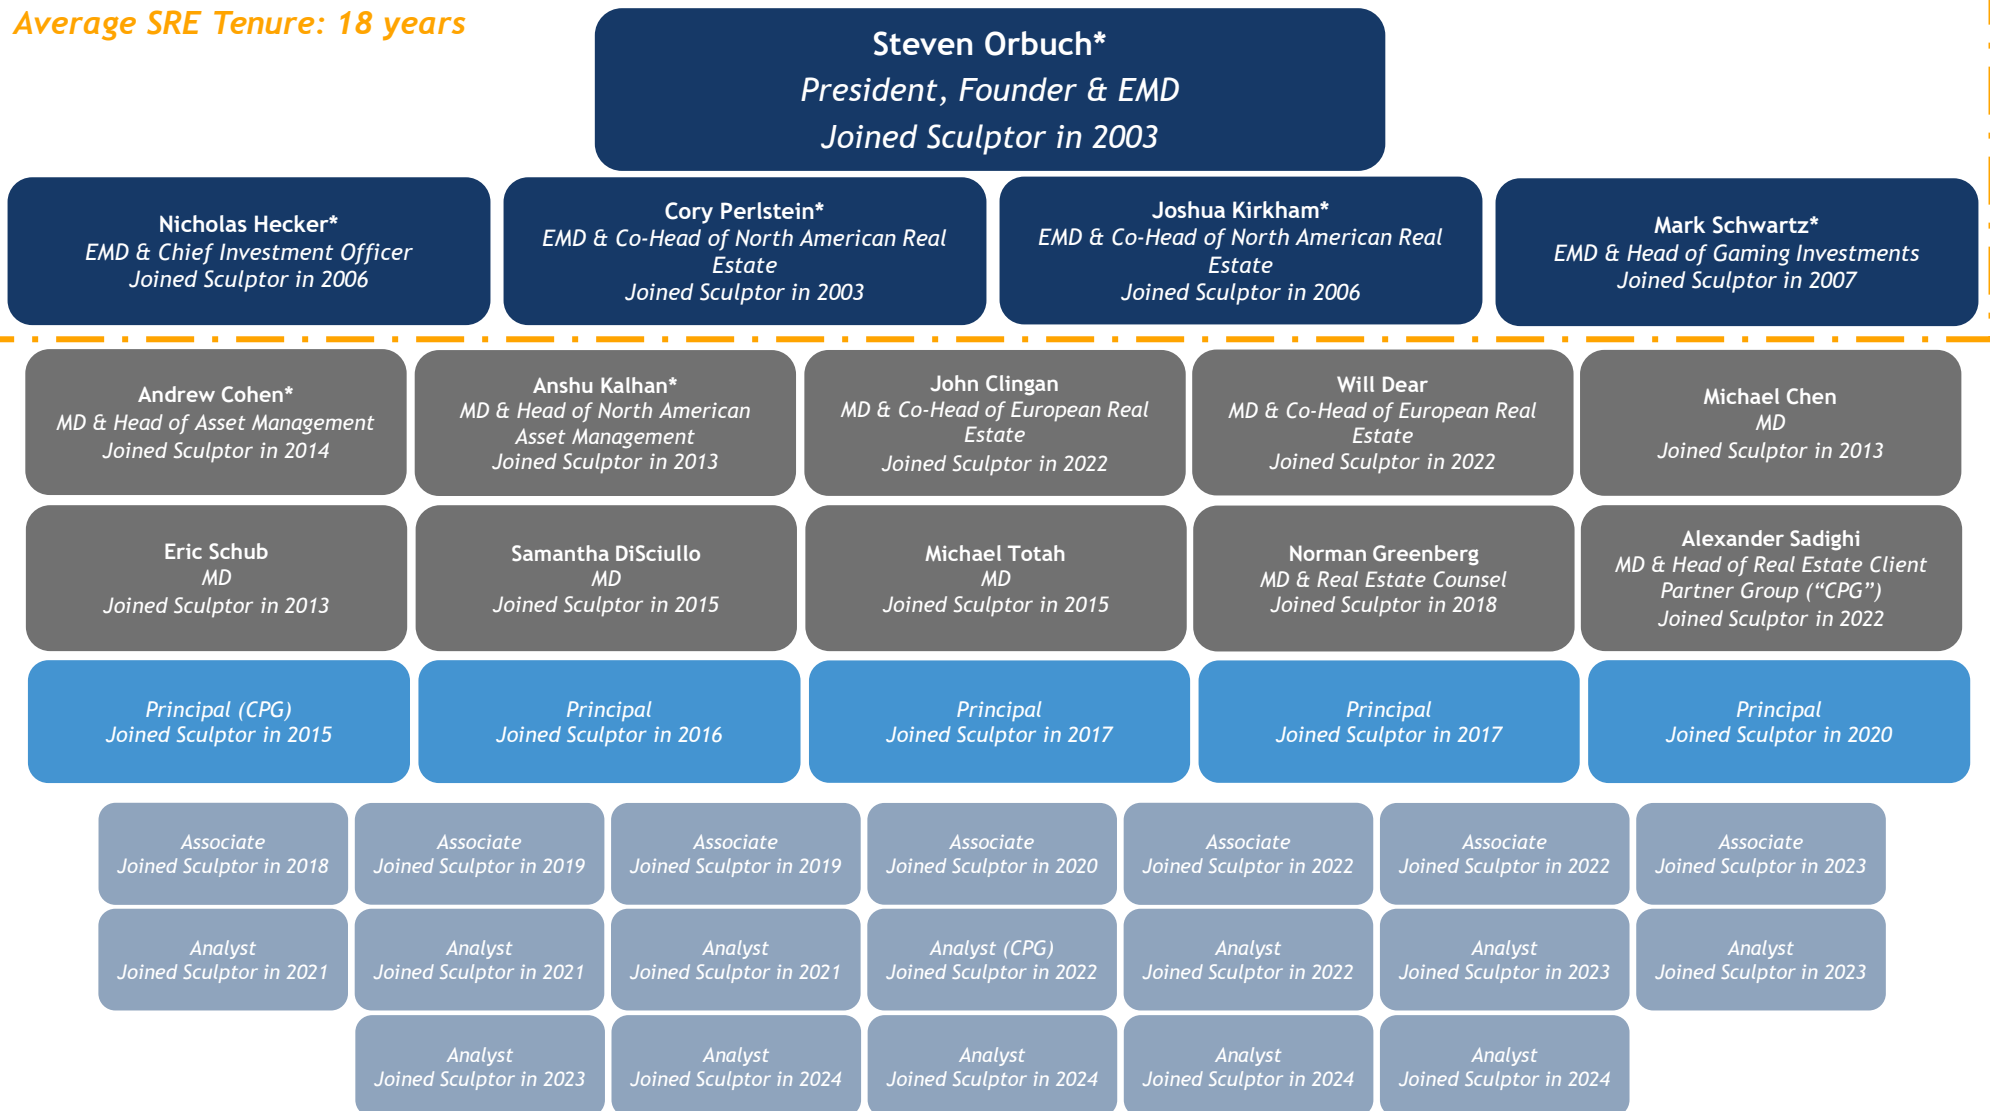 Average SRE Tenure: 18 years
Steven Orbuch*
President, Founder & EMD
Joined Sculptor in 2003
Nicholas Hecker*
EMD & Chief Investment Officer
Joined Sculptor in 2006
Cory Perlstein*
EMD & Co-Head of North American Real
Estate
Joined Sculptor in 2003
Joshua Kirkham*
EMD & Co-Head of North American Real
Estate
Joined Sculptor in 2006
Mark Schwartz*
EMD & Head of Gaming Investments
Joined Sculptor in 2007
Andrew Cohen*
MD & Head of Asset Management
Joined Sculptor in 2014
Anshu Kalhan*
MD & Head of North American
Asset Management
Joined Sculptor in 2013
John Clingan
MD & Co-Head of European Real
Estate
Joined Sculptor in 2022
Will Dear
MD & Co-Head of European Real
Estate
Joined Sculptor in 2022
Michael Chen
MD
Joined Sculptor in 2013
Eric Schub
MD
Joined Sculptor in 2013
Samantha DiSciullo
MD
Joined Sculptor in 2015
Michael Totah
MD
Joined Sculptor in 2015
Norman Greenberg
MD & Real Estate Counsel
Joined Sculptor in 2018
Alexander Sadighi
MD & Head of Real Estate Client
Partner Group (“CPG”)
Joined Sculptor in 2022
Principal (CPG)
Joined Sculptor in 2015
Principal
Joined Sculptor in 2016
Principal
Joined Sculptor in 2017
Principal
Joined Sculptor in 2017
Principal
Joined Sculptor in 2020
Associate
Joined Sculptor in 2018
Associate
Joined Sculptor in 2019
Associate
Joined Sculptor in 2019
Associate
Joined Sculptor in 2020
Associate
Joined Sculptor in 2022
Associate
Joined Sculptor in 2022
Associate
Joined Sculptor in 2023
Analyst
Joined Sculptor in 2021
Analyst
Joined Sculptor in 2021
Analyst
Joined Sculptor in 2021
Analyst (CPG)
Joined Sculptor in 2022
Analyst
Joined Sculptor in 2022
Analyst
Joined Sculptor in 2023
Analyst
Joined Sculptor in 2023
Analyst
Joined Sculptor in 2023
Analyst
Joined Sculptor in 2024
Analyst
Joined Sculptor in 2024
Analyst
Joined Sculptor in 2024
Analyst
Joined Sculptor in 2024